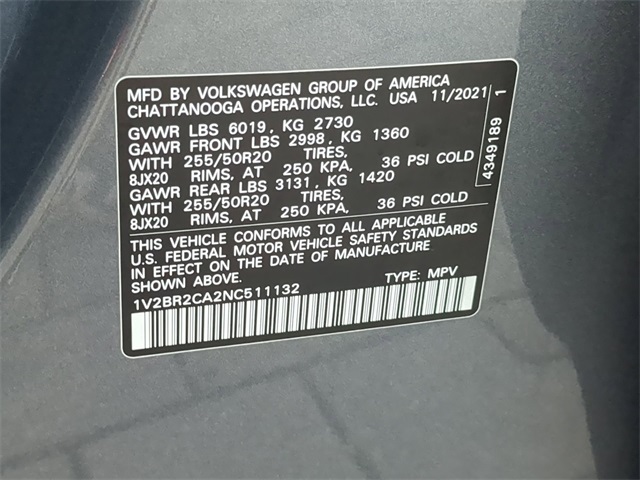 MFD BY VOLKSWAGEN GROUP OF AMERICA
CHATTANOOGA OPERATIONS, LLC. USA 11/2021
GVWR LBS 6019, KG 2730
GAWR FRONT LBS 2998, KG 1360
WITH 255/50R20 TIRES,
8JX20 RIMS, AT 250 KPA, 36 PSI COLD
GAWR REAR LBS 3131, KG 1420
WITH 255/50R20 TIRES,
8JX20 RIMS, AT 250 KPA, 36 PSI COLD
THIS VEHICLE CONFORMS TO ALL APPLICABLE
U.S. FEDERAL MOTOR VEHICLE SAFETY STANDARDS
IN EFFECT ON THE DATE OF MANUFACTURE
SHOWN ABOVE.
1V2BR2CA2NC511132 TYPE: MPV
4349189 1